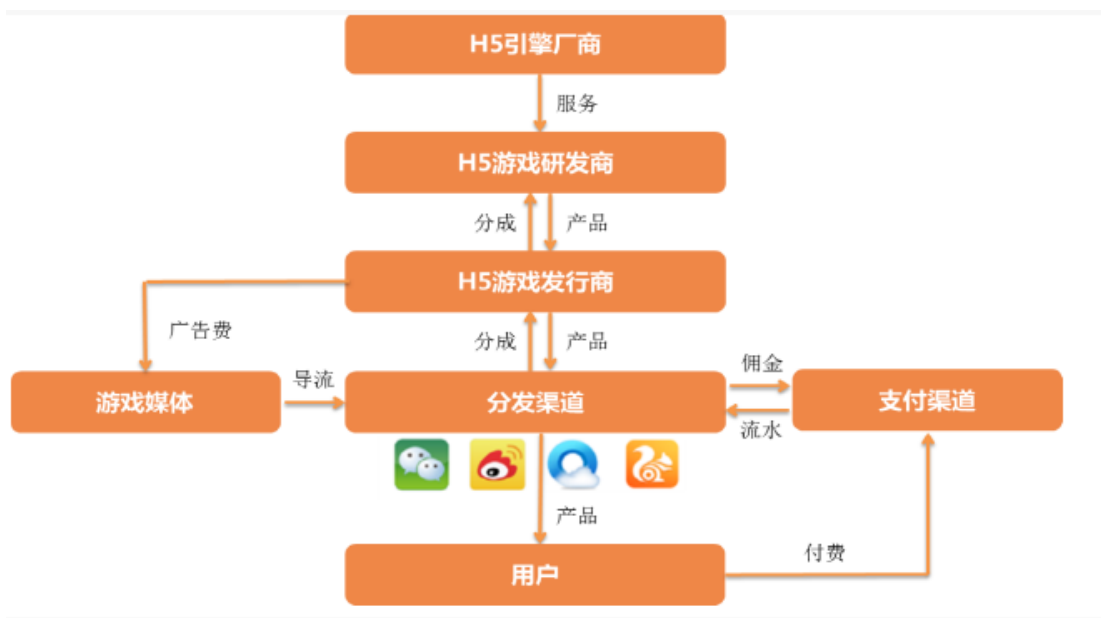 H5引擎厂商
服务
H5游戏研发商
分成
产品
H5游戏发行商
广告费
分成
产品
游戏媒体
导流
分发渠道
佣金
流水
支付渠道
产品
用户
付费